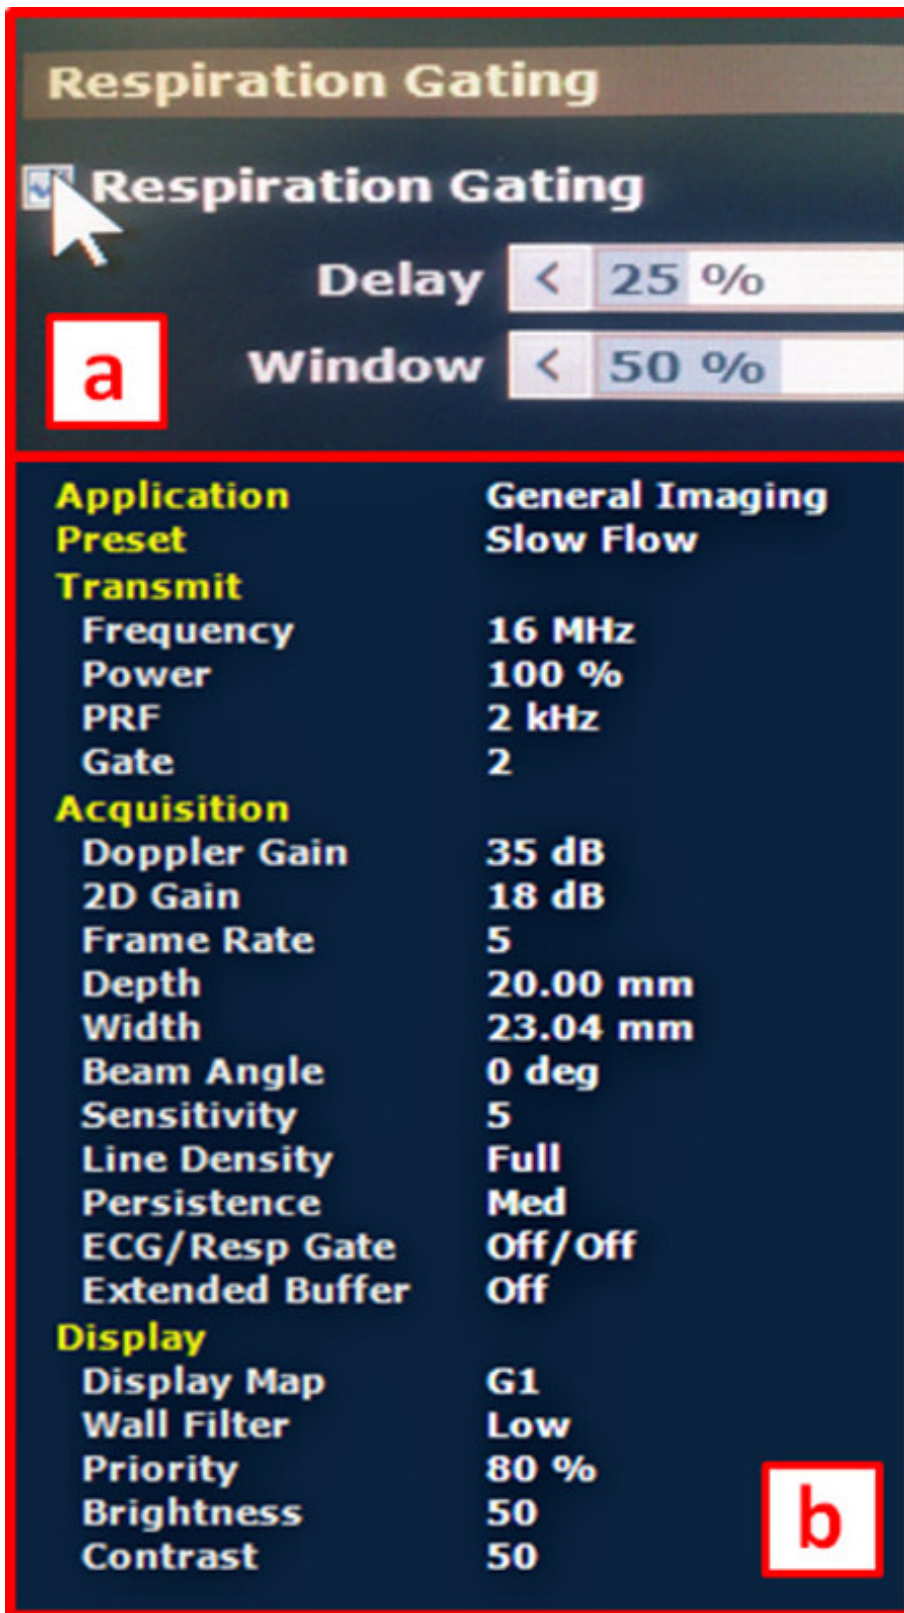 Respiration Gating
Respiration Gating
Delay < 25 %
Window < 50 %
a
Application General Imaging
Preset Slow Flow
Transmit
Frequency 16 MHz
Power 100 %
PRF 2 kHz
Gate 2
Acquisition
Doppler Gain 35 dB
2D Gain 18 dB
Frame Rate 5
Depth 20.00 mm
Width 23.04 mm
Beam Angle 0 deg
Sensitivity 5
Line Density Full
Persistence Med
ECG/Resp Gate Off/Off
Extended Buffer Off
Display
Display Map G1
Wall Filter Low
Priority 80 %
Brightness 50
Contrast 50
b